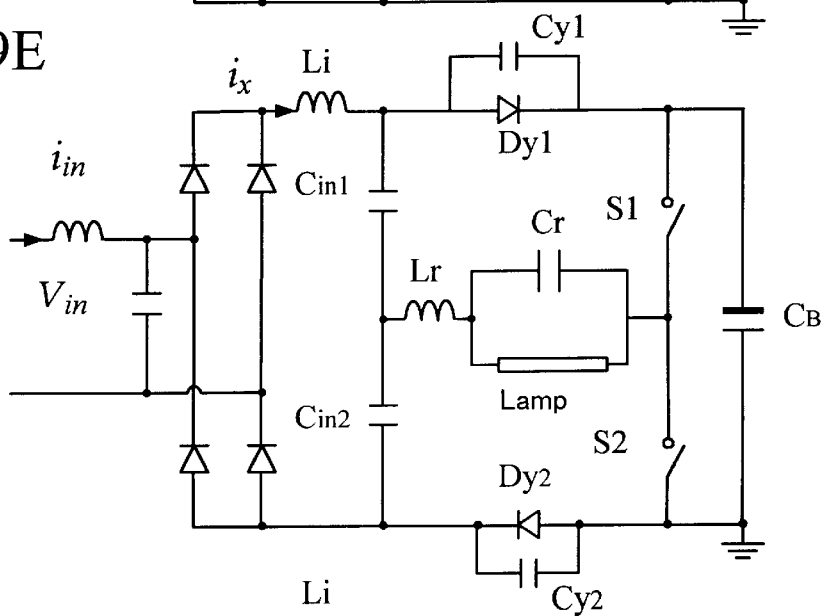 9E
Cy1
Li
ix
Dy1
iin
Cin1
S1
Cr
Lr
Vin
CB
Lamp
Cin2
S2
Dy2
Li
Cy2